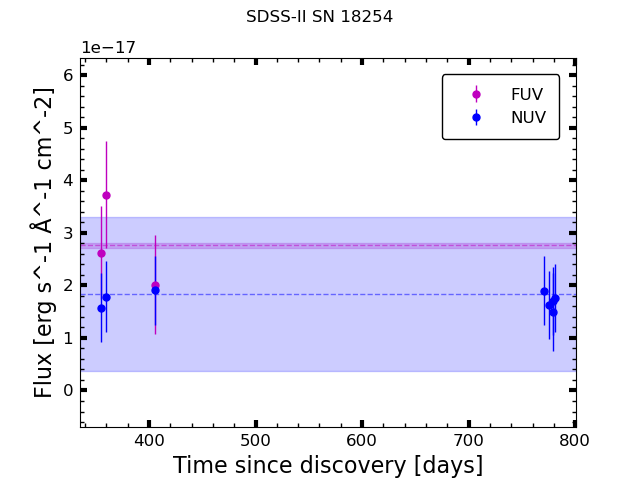 SDSS-II SN 18254
1e−17
FUV
NUV
6
5
4
3
2
1
0
Flux [erg s^-1 Å^-1 cm^-2]
400 500 600 700 800
Time since discovery [days]